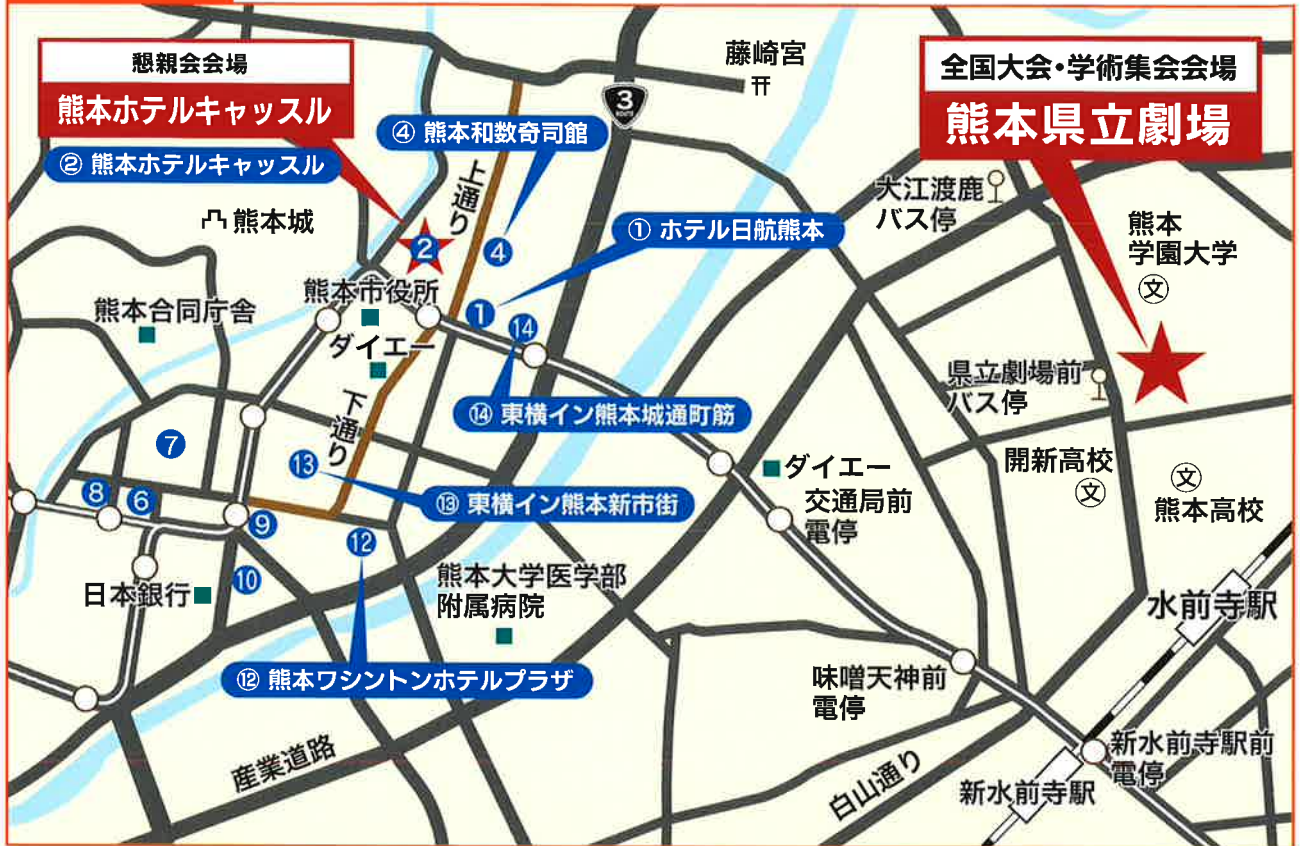 懇親会会場
熊本ホテルキャッスル
② 熊本ホテルキャッスル
藤崎宮
3
ROUTE
全国大会・学術集会会場
熊本県立劇場
④ 熊本和数奇司館
上通り
大江渡鹿
バス停
熊本
学園大学
文
熊本城
① ホテル日航熊本
2
4
熊本市役所
熊本合同庁舎
1
14
ダイエー
県立劇場前
バス停
下通り
⑭ 東横イン熊本城通町筋
7
13
ダイエー
開新高校
文
文
熊本高校
交通局前
電停
8
6
9
⑬ 東横イン熊本新市街
12
10
日本銀行
熊本大学医学部
附属病院
水前寺駅
⑫ 熊本ワシントンホテルプラザ
味噌天神前
電停
産業道路
白山通り
新水前寺駅前
電停
新水前寺駅